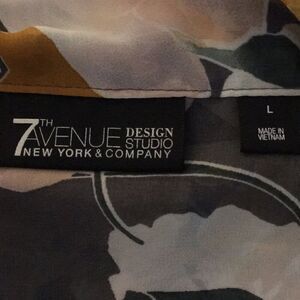 7TH AVENUE DESIGN STUDIO
NEW YORK & COMPANY
L
MADE IN
VIETNAM